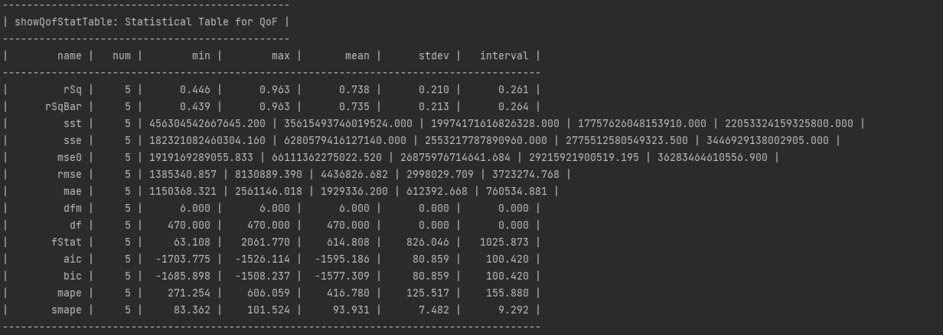 ----------------------------------------------
| showQofStatTable: Statistical Table for QoF |
----------------------------------------------
| name | num | min | max | mean | stdev | interval |
----------------------------------------------------------------------------------------
| rSq | 5 | 0.446 | 0.963 | 0.738 | 0.210 | 0.261 |
| rSqBar | 5 | 0.439 | 0.963 | 0.735 | 0.213 | 0.264 |
| sst | 5 | 456304542667645.200 | 35615493746019524.000 | 19974171616826328.000 | 17757626048153910.000 | 22053324159325800.000 |
| sse | 5 | 182321082460304.160 | 6280579416127140.000 | 2553217787890960.000 | 2775512580549323.500 | 3446929138002905.000 |
| mse0 | 5 | 1919169289055.833 | 66111362275022.520 | 26875976714641.684 | 29215921900519.195 | 36283464610556.900 |
| rmse | 5 | 1385340.857 | 8130889.390 | 4436826.682 | 2998029.709 | 3723274.768 |
| mae | 5 | 1150368.321 | 2561146.018 | 1929336.200 | 612392.668 | 760534.881 |
| dfm | 5 | 6.000 | 6.000 | 6.000 | 0.000 | 0.000 |
| df | 5 | 470.000 | 470.000 | 470.000 | 0.000 | 0.000 |
| fStat | 5 | 63.108 | 2061.770 | 614.808 | 826.046 | 1025.873 |
| aic | 5 | -1703.775 | -1526.114 | -1595.186 | 80.859 | 100.420 |
| bic | 5 | -1685.898 | -1508.237 | -1577.309 | 80.859 | 100.420 |
| mape | 5 | 271.254 | 606.059 | 416.780 | 125.517 | 155.880 |
| smape | 5 | 83.362 | 101.524 | 93.931 | 7.482 | 9.292 |
----------------------------------------------------------------------------------------